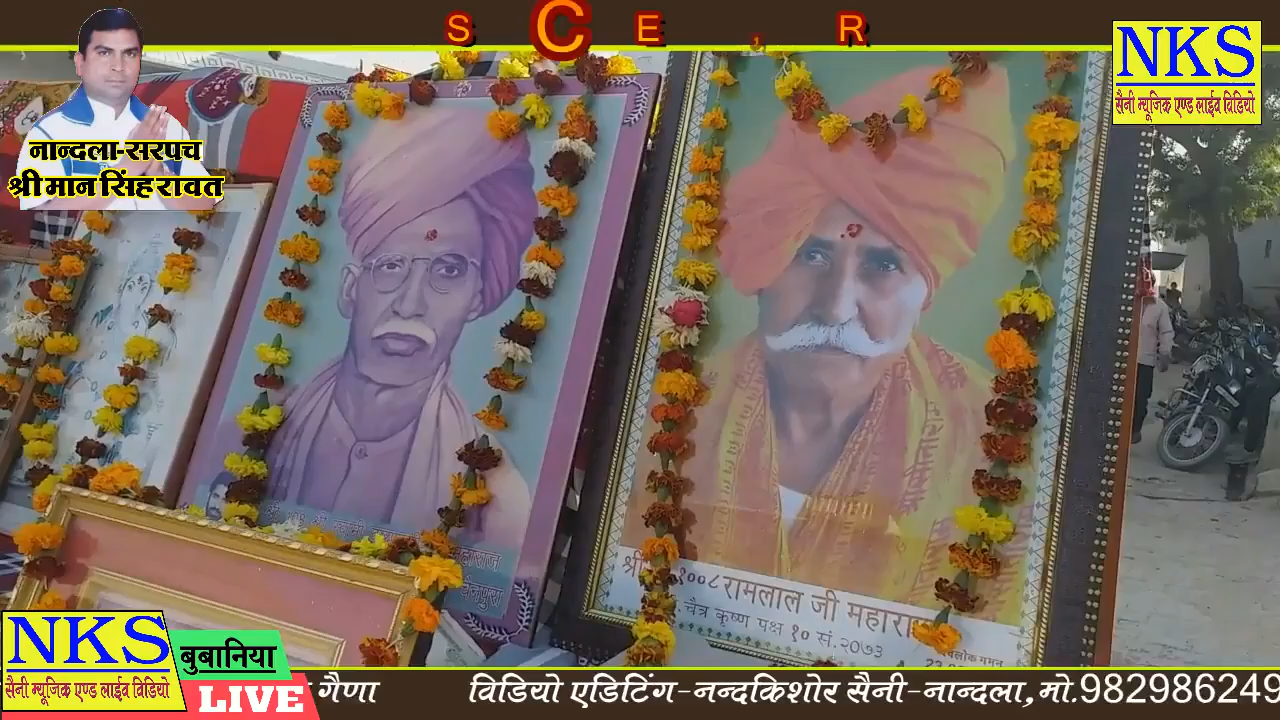 S C E , R
NKS
सैनी म्यूजिक एण्ड लाईव विडियो
नान्दला-सरपच
श्री मान सिंह रावत
श्री १००८ रामलाल जी महारा
चैत्र कृष्ण पक्ष १० सं.२०७३
NKS
सैनी म्यूजिक एण्ड लाईव विडियो
बुबानिया
LIVE
गैणा विडियो एडिटिंग-नन्दकिशोर सैनी-नान्दला, मो.982986249